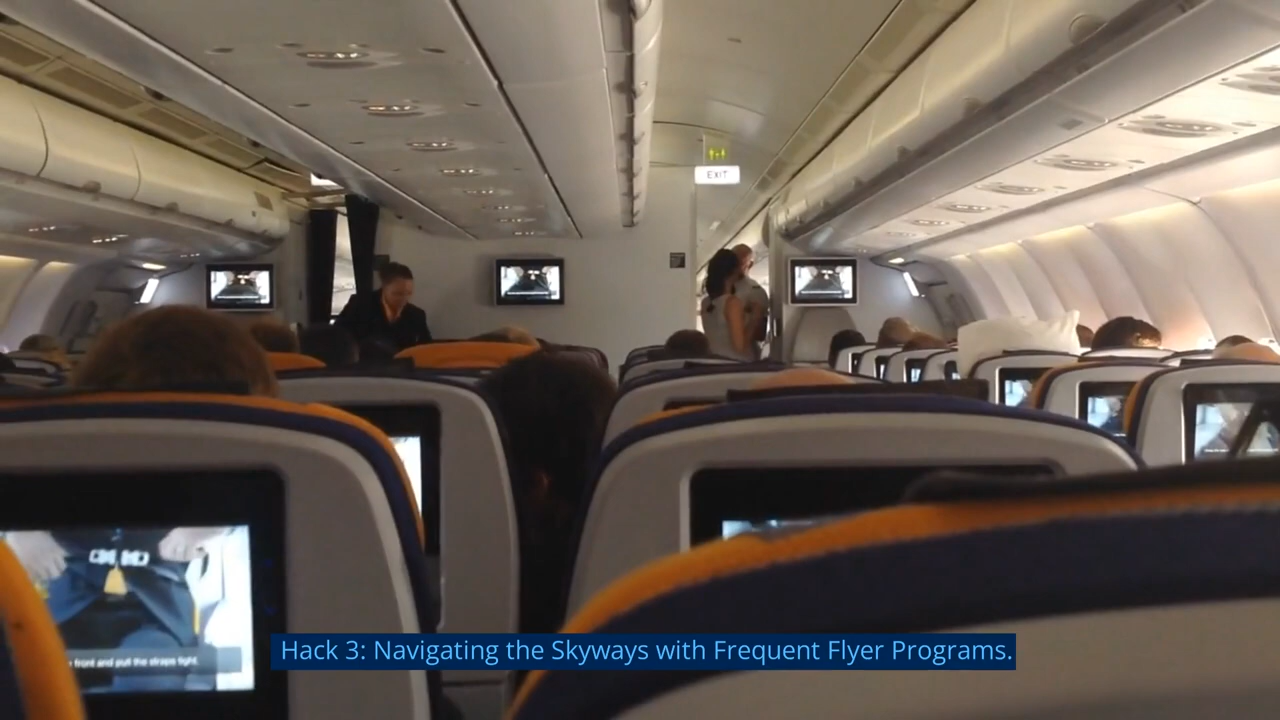 EXIT
front and pull the straps tight.
Hack 3: Navigating the Skyways with Frequent Flyer Programs.